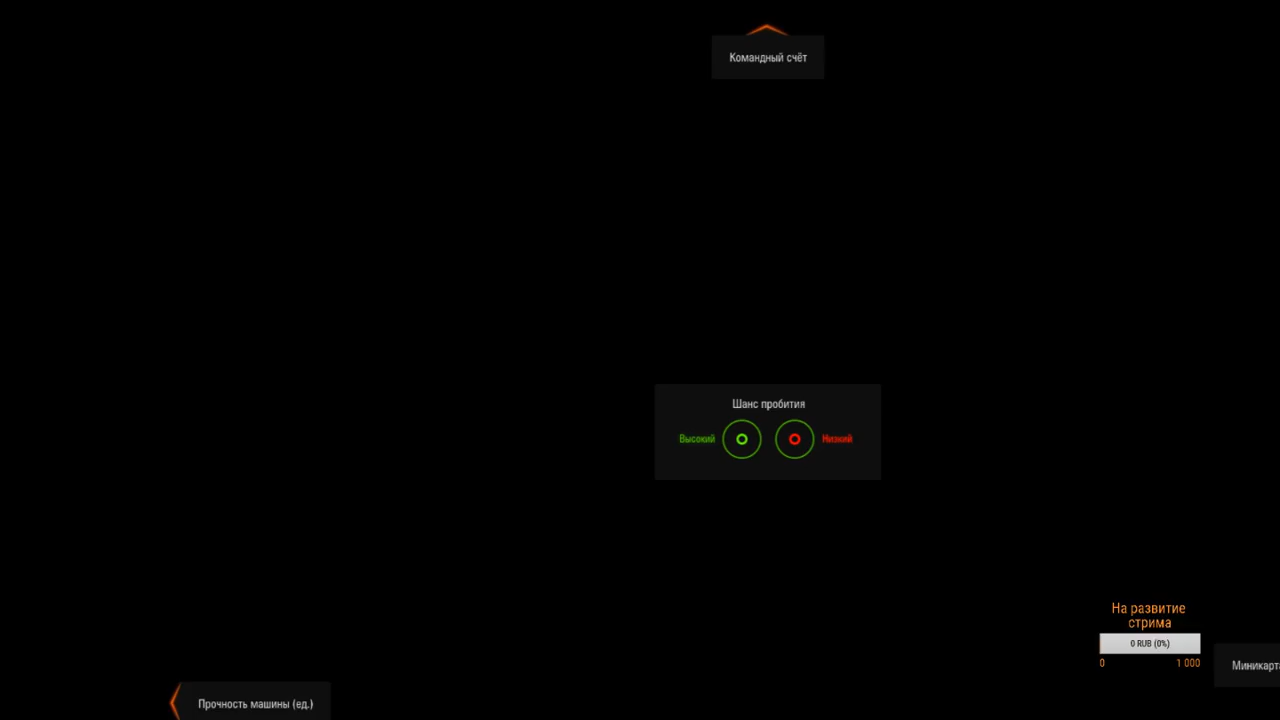 Командный счёт
Шанс пробития
Высокий
Низкий
На развитие
стрима
0 RUB (0%)
0
1 000
Миникарта
Прочность машины (ед.)